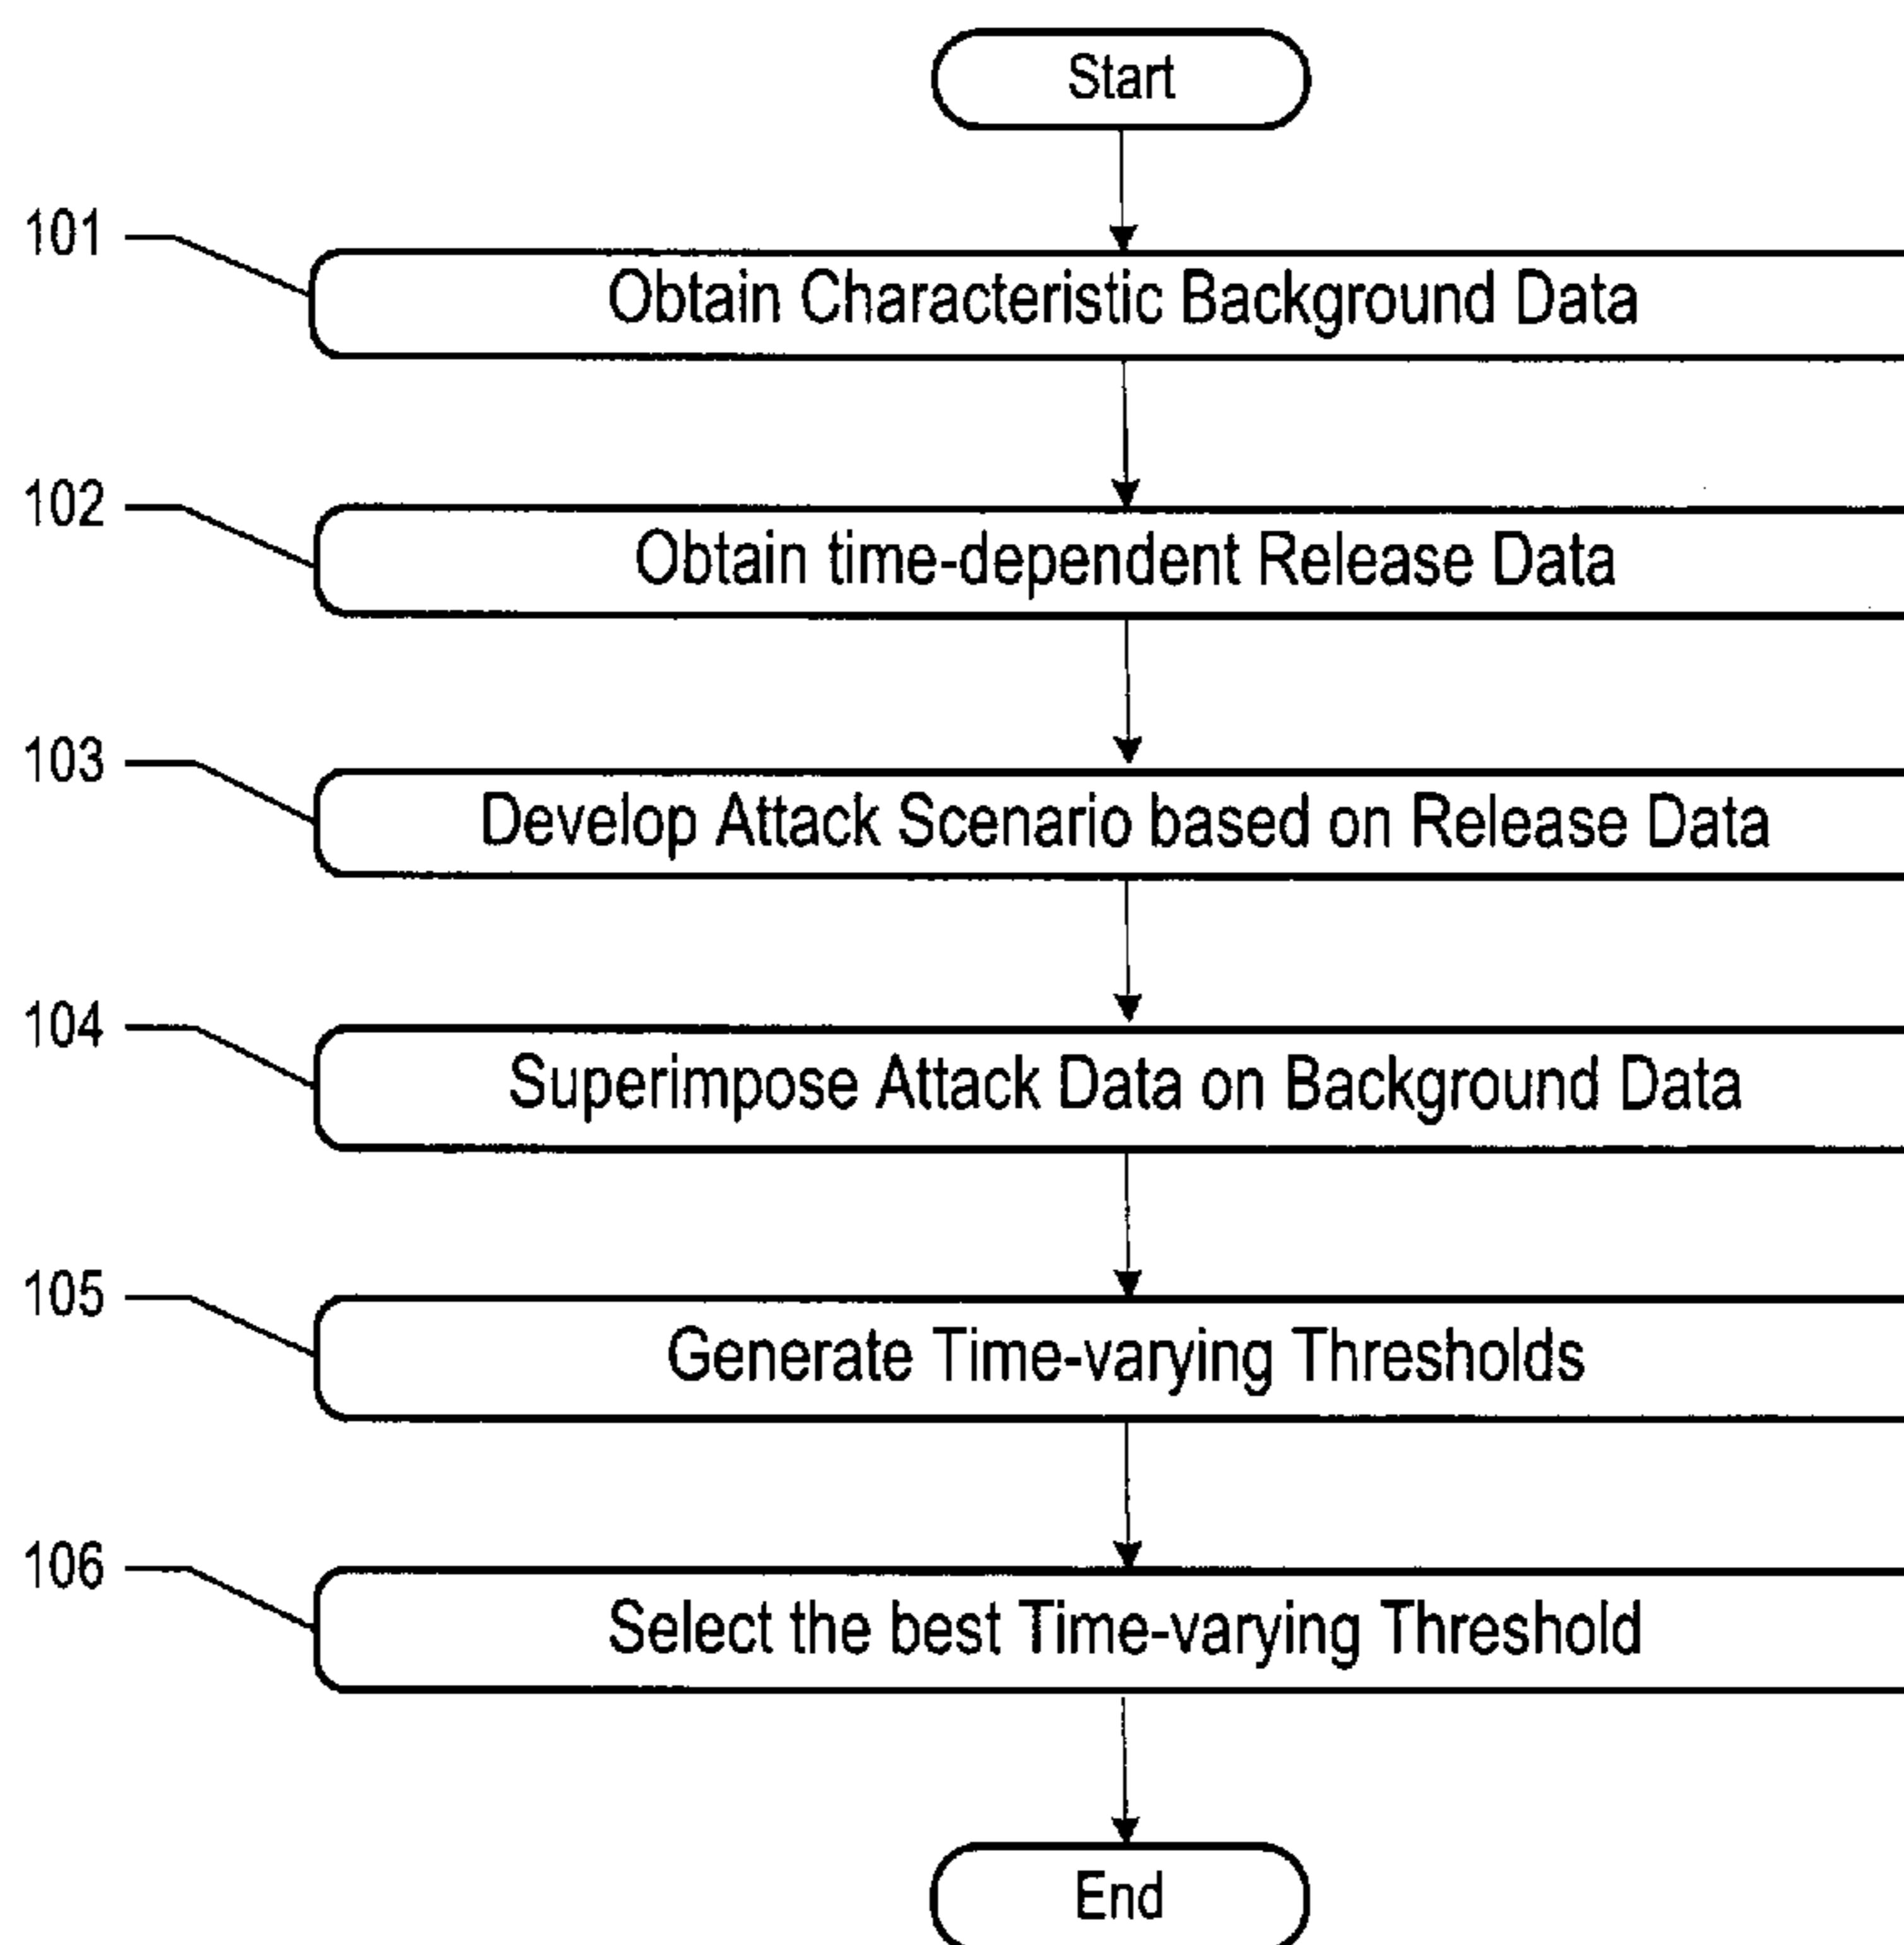 Start
101
Obtain Characteristic Background Data
102
Obtain time-dependent Release Data
103
Develop Attack Scenario based on Release Data
104
Superimpose Attack Data on Background Data
105
Generate Time-varying Thresholds
106
Select the best Time-varying Threshold
End